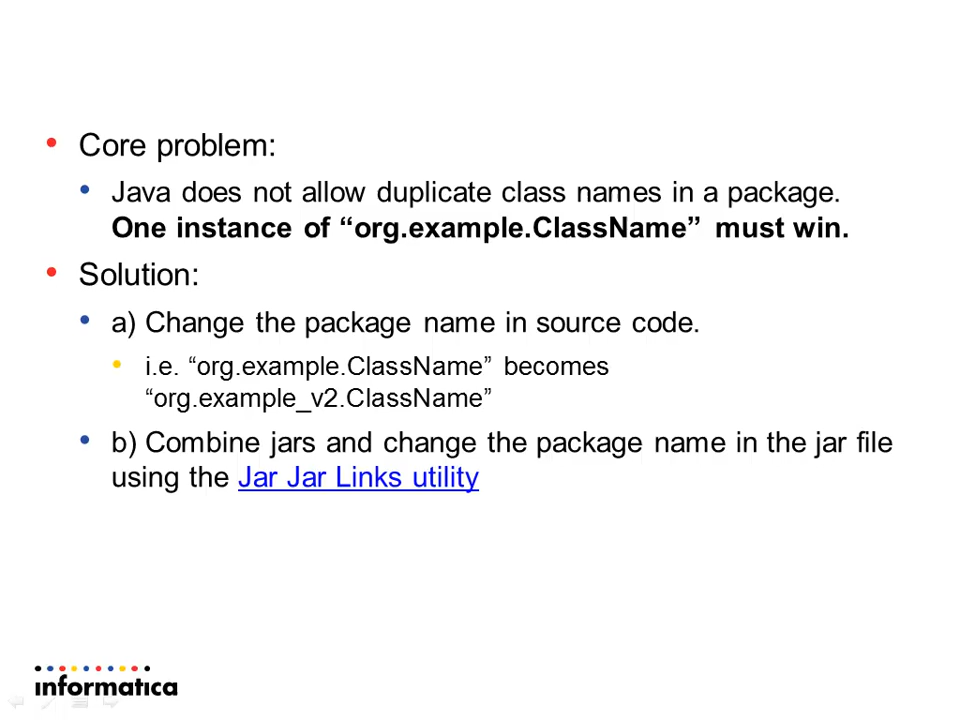 Core problem:
Java does not allow duplicate class names in a package.
One instance of “org.example.ClassName” must win.
Solution:
a) Change the package name in source code.
i.e. “org.example.ClassName” becomes
“org.example_v2.ClassName”
b) Combine jars and change the package name in the jar file
using the Jar Jar Links utility
informatica